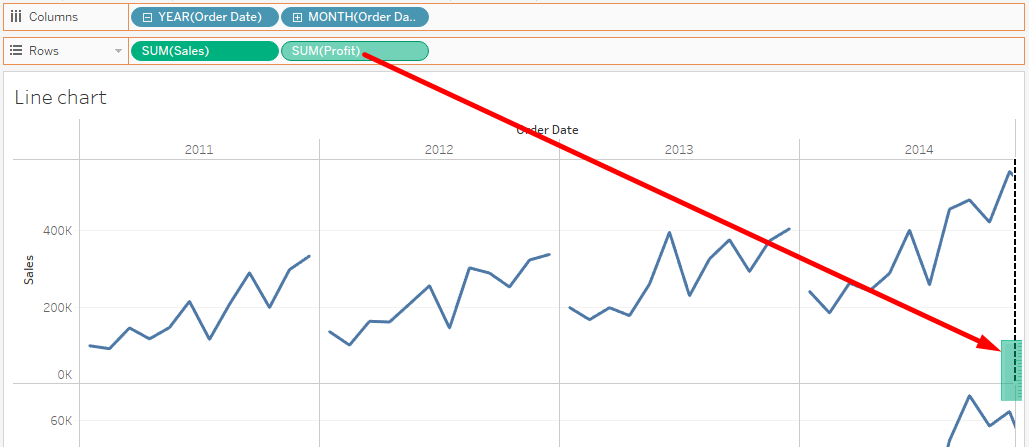 Columns YEAR(Order Date) MONTH(Order Da..
Rows SUM(Sales) SUM(Profit)
Line chart
Order Date
2011 2012 2013 2014
Sales
400K
200K
0K
60K